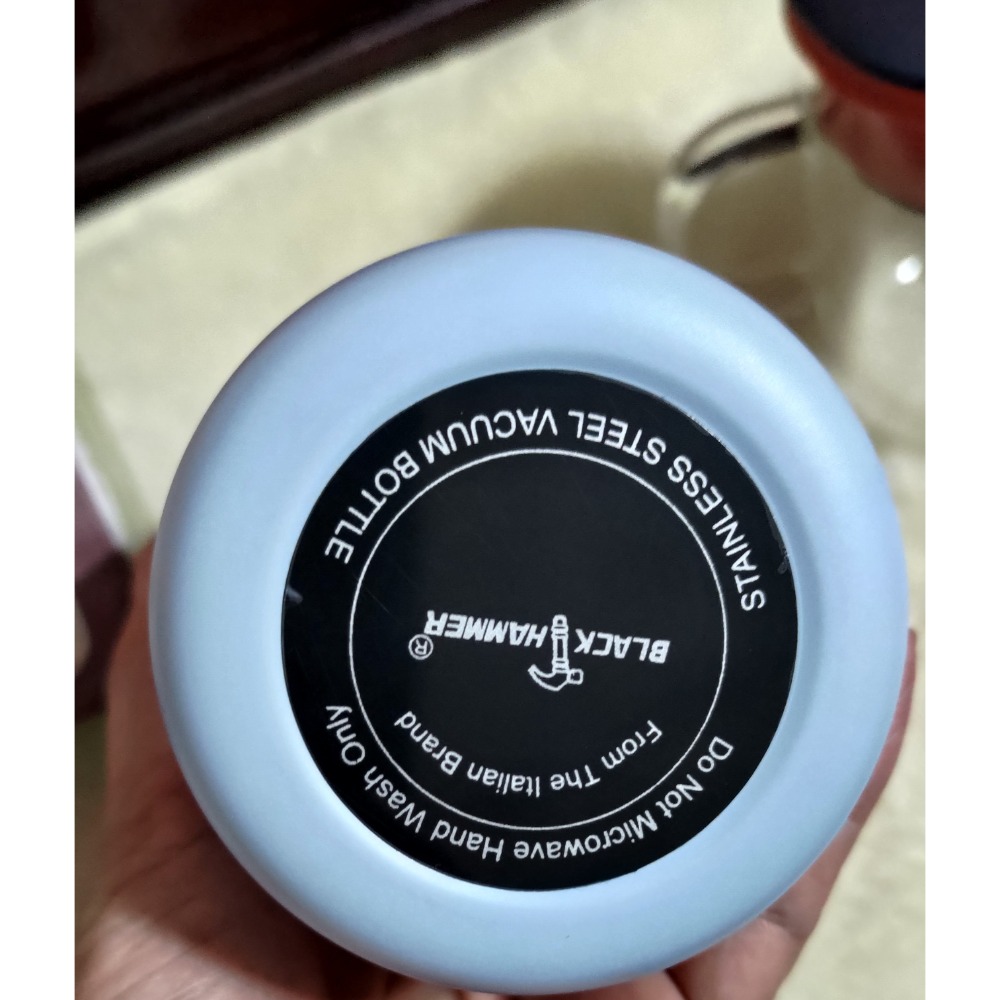 Do Not Microwave Hand Wash Only
From The Italian Brand
BLACK HAMMER®
STAINLESS STEEL VACUUM BOTTLE